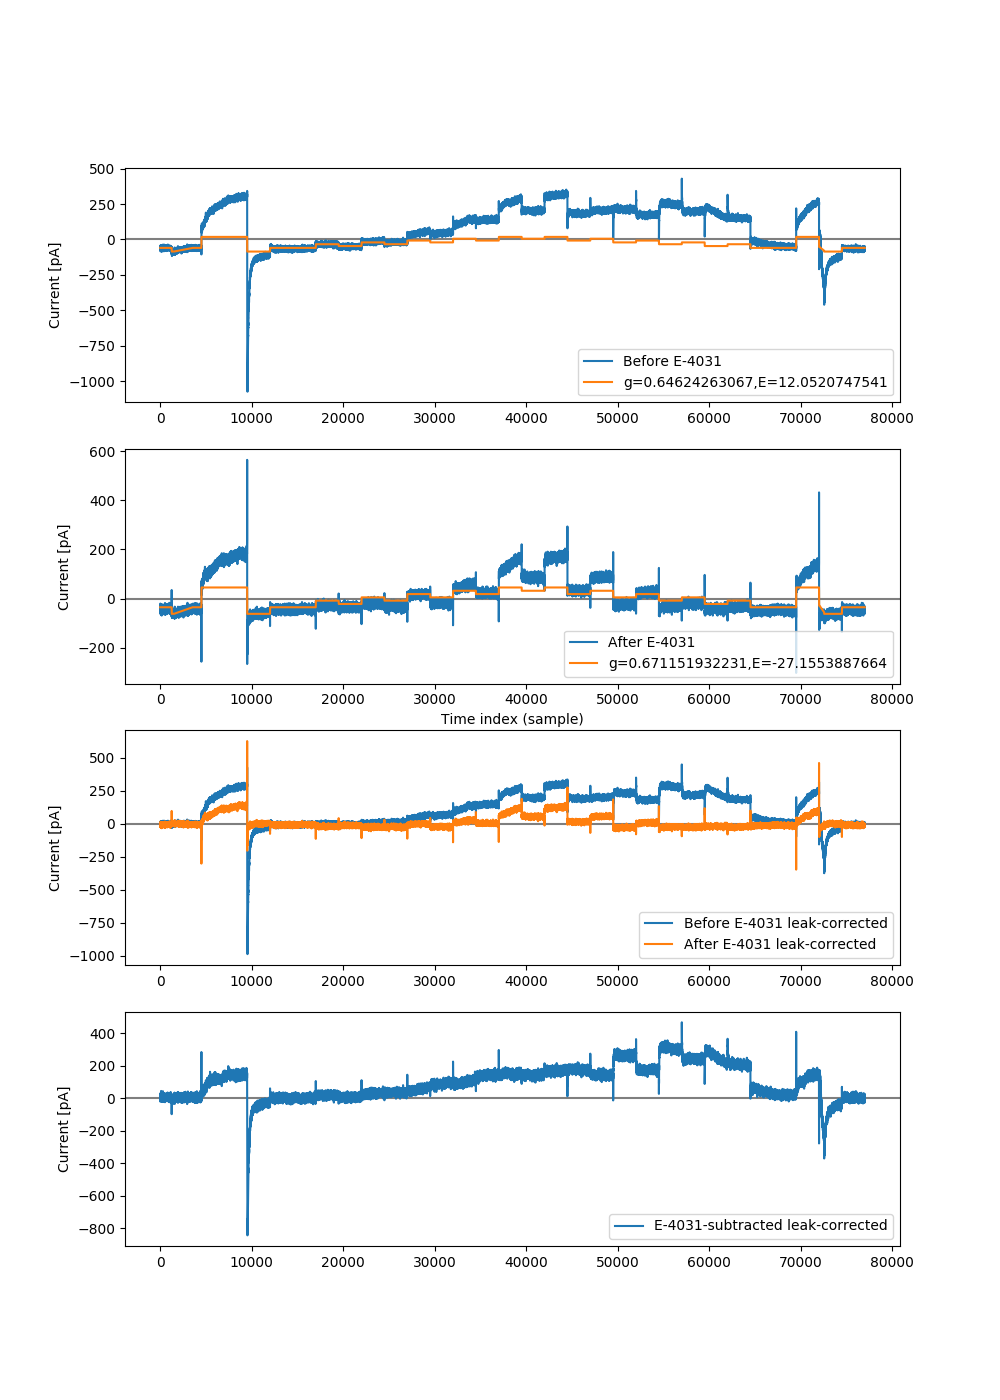 500
250
0
−250
−500
−750
−1000
Current [pA]
Before E-4031
g=0.64624263067,E=12.0520747541
0 10000 20000 30000 40000 50000 60000 70000 80000
600
400
200
0
−200
Current [pA]
After E-4031
g=0.671151932231,E=-27.1553887664
0 10000 20000 30000 40000 50000 60000 70000 80000
Time index (sample)
500
250
0
−250
−500
−750
−1000
Current [pA]
Before E-4031 leak-corrected
After E-4031 leak-corrected
0 10000 20000 30000 40000 50000 60000 70000 80000
400
200
0
−200
−400
−600
−800
Current [pA]
E-4031-subtracted leak-corrected
0 10000 20000 30000 40000 50000 60000 70000 80000